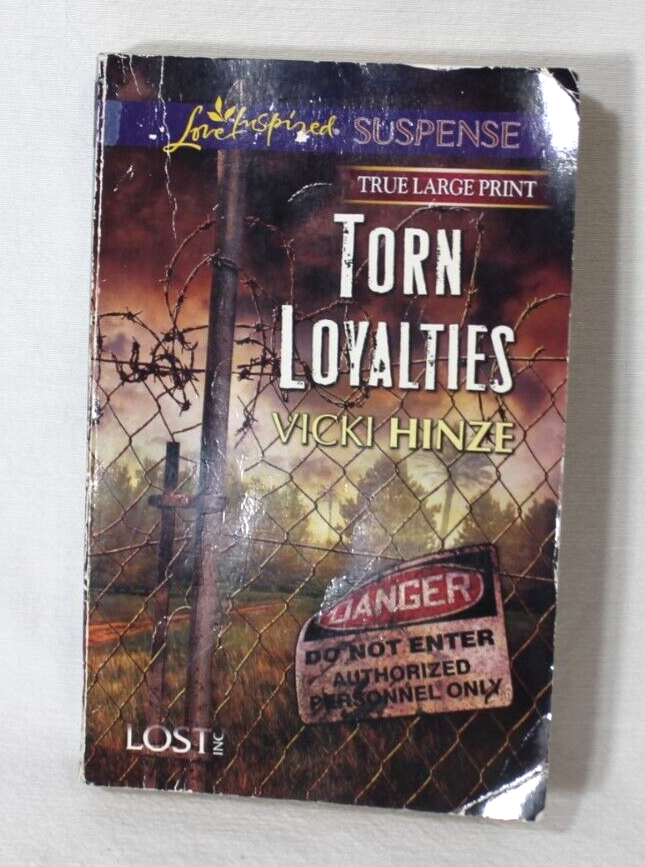 Love Inspired SUSPENSE
TRUE LARGE PRINT
TORN
LOYALTIES
VICKI HINZE
DANGER
DO NOT ENTER
AUTHORIZED
PERSONNEL ONLY
LOST INC